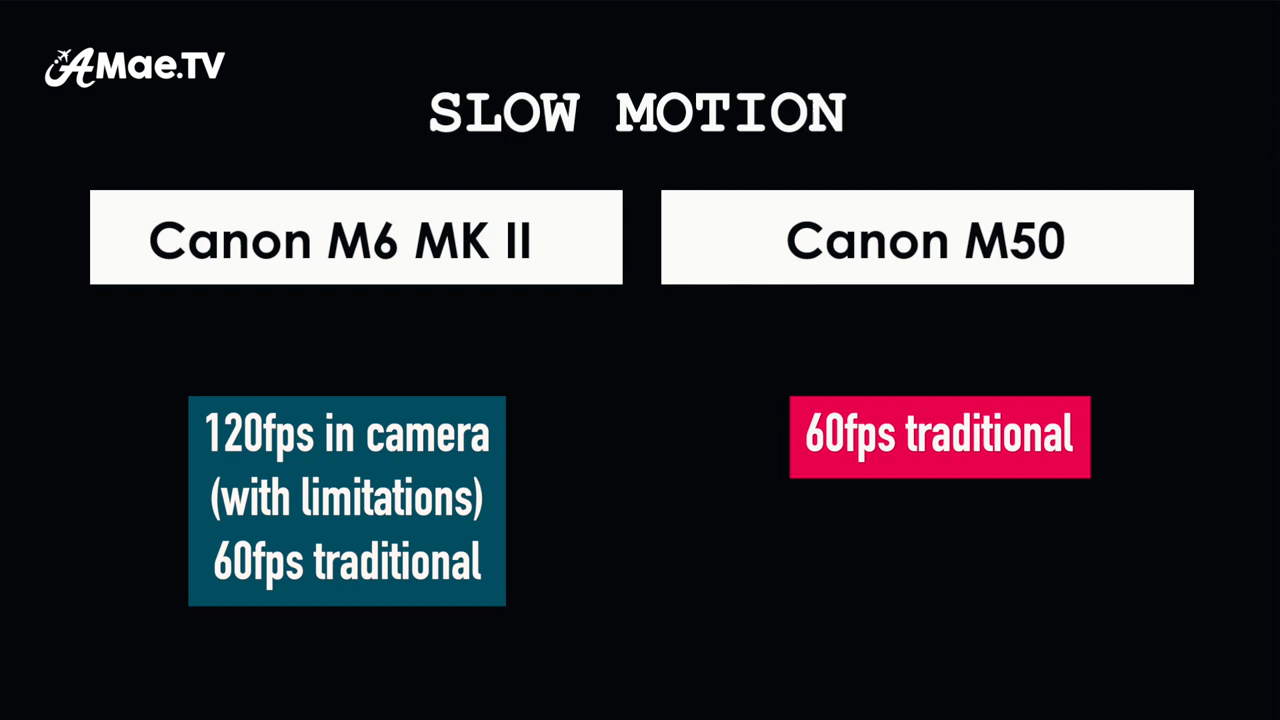 AMae.TV
SLOW MOTION
Canon M6 MK II
Canon M50
120fps in camera
(with limitations)
60fps traditional
60fps traditional